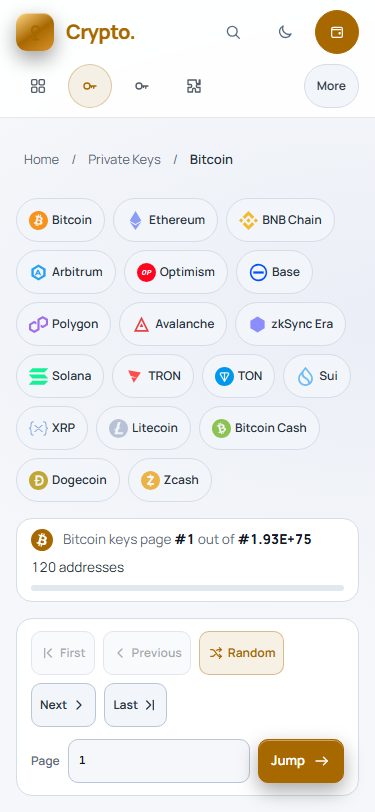 Crypto.
More
Home / Private Keys / Bitcoin
Bitcoin Ethereum BNB Chain
Arbitrum OP Optimism Base
Polygon Avalanche zkSync Era
Solana TRON TON Sui
XRP Litecoin Bitcoin Cash
Dogecoin Zcash
Bitcoin keys page #1 out of #1.93E+75
120 addresses
First Previous Random
Next Last
Page 1 Jump